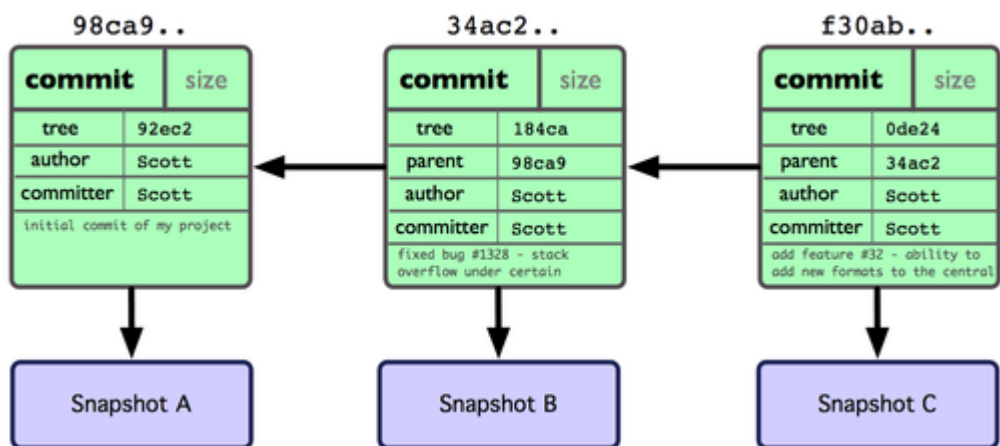 98ca9..
commit size
tree 92ec2
author Scott
committer Scott
initial commit of my project
Snapshot A
34ac2..
commit size
tree 184ca
parent 98ca9
author Scott
committer Scott
fixed bug #1328 - stack
overflow under certain
Snapshot B
f30ab..
commit size
tree 0de24
parent 34ac2
author Scott
committer Scott
add feature #32 - ability to
add new formats to the central
Snapshot C